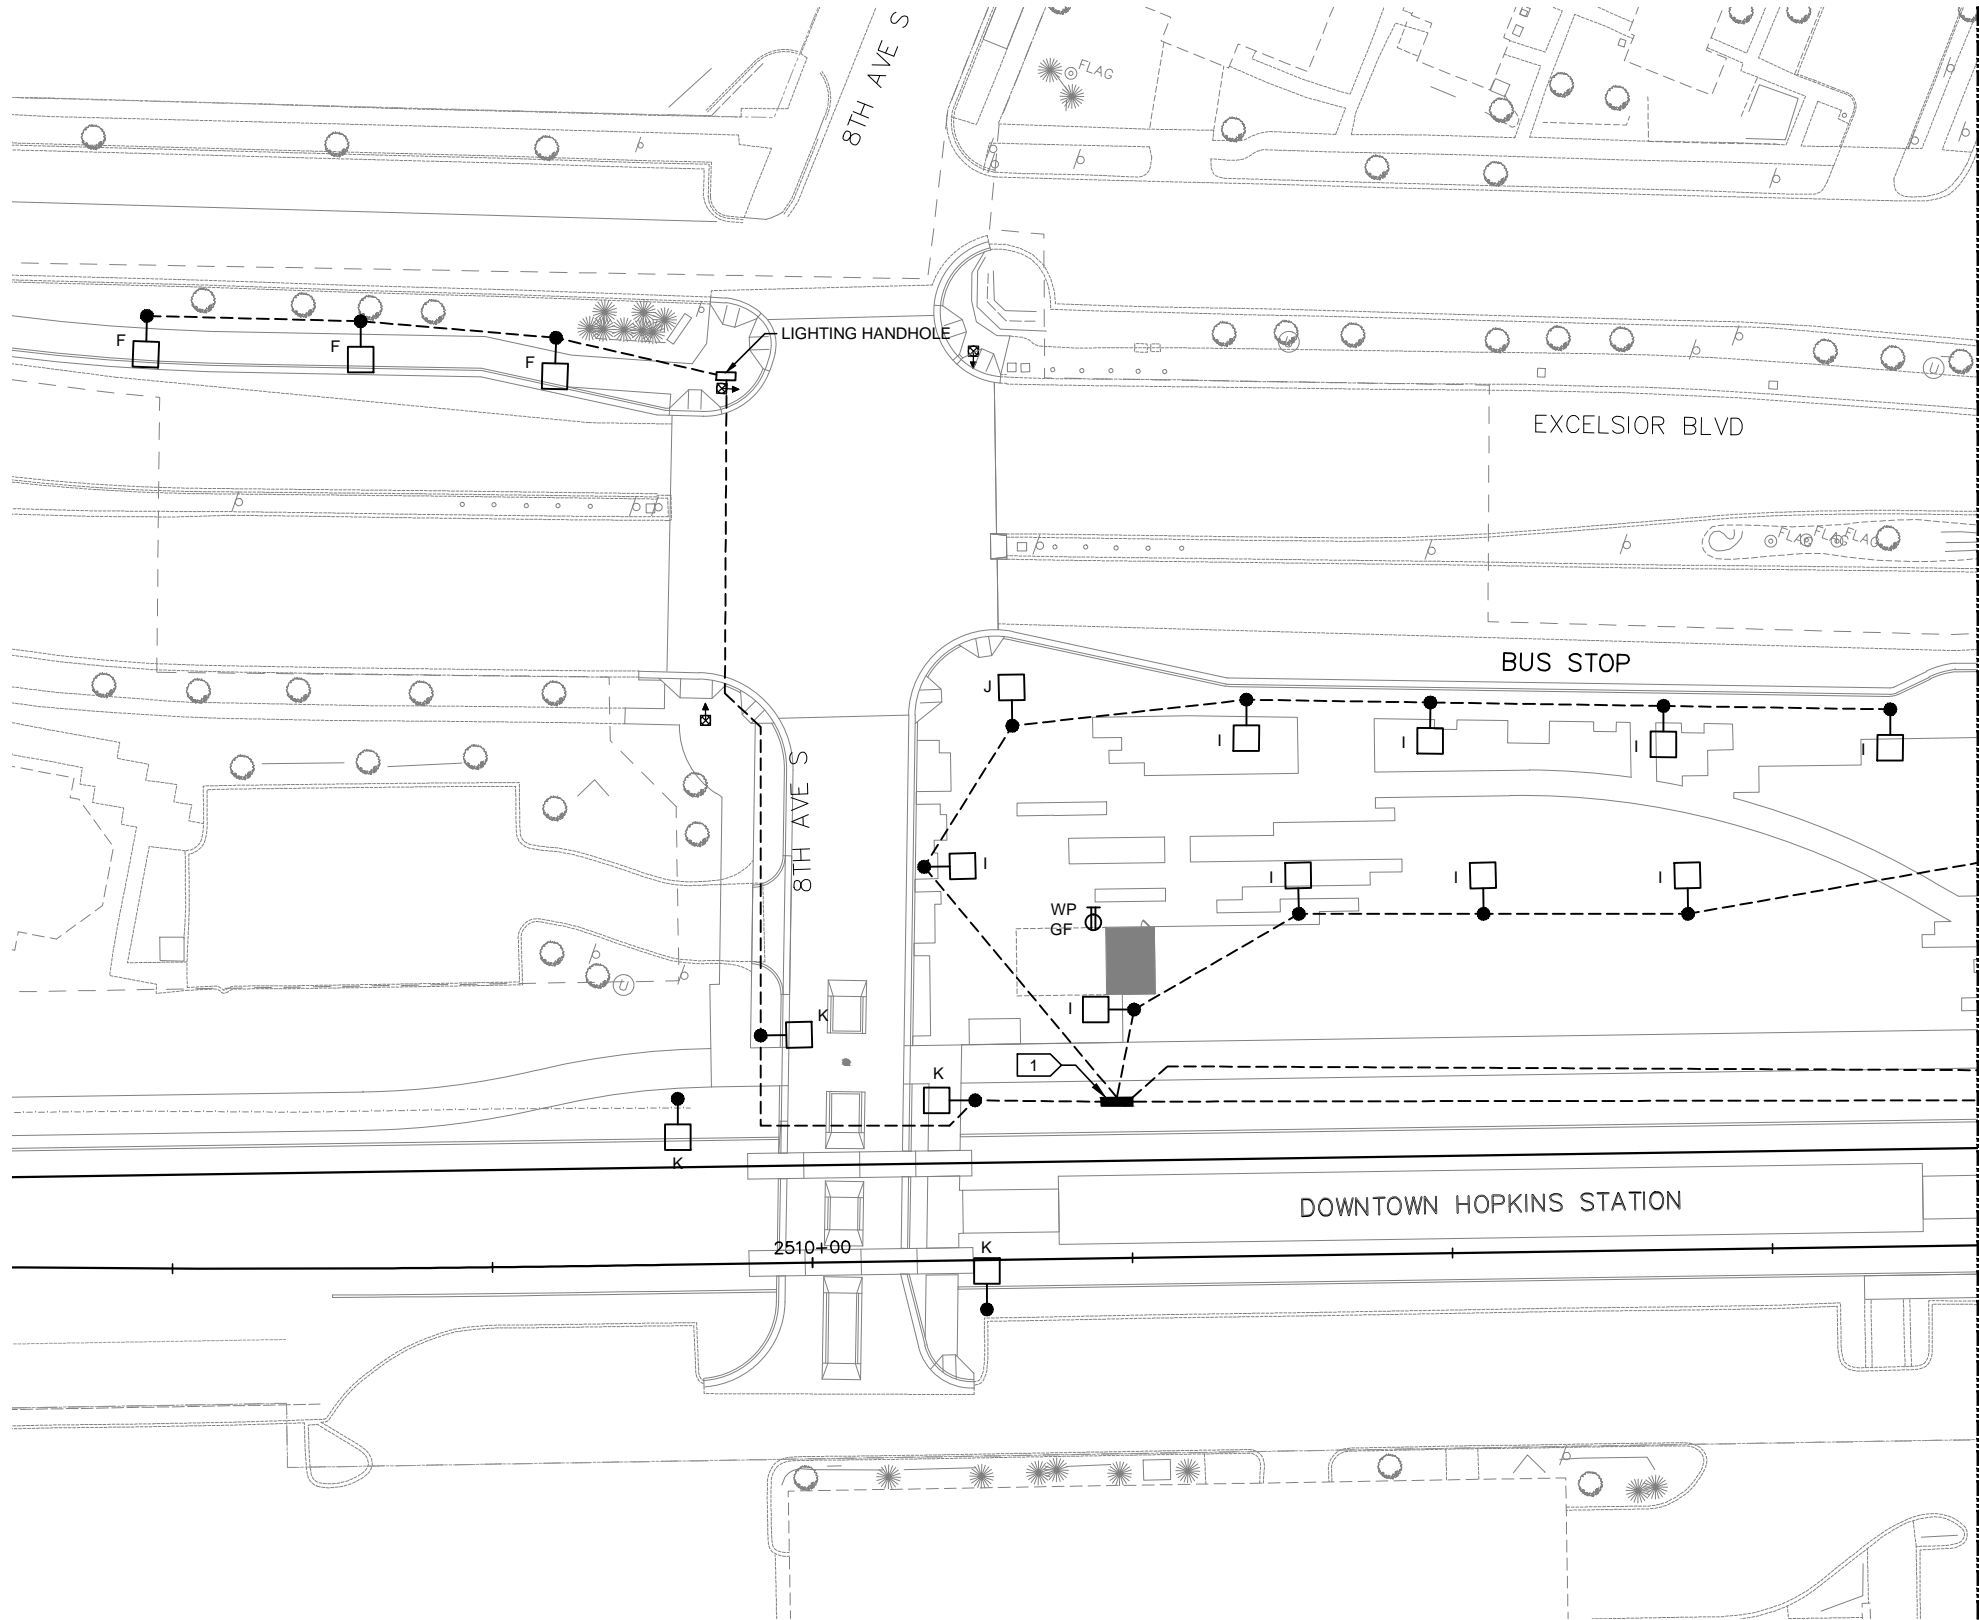 8TH AVE S
FLAG
F
F
F
LIGHTING HANDHOLE
U
U
EXCELSIOR BLVD
FLAG
FLAG
FLAG
BUS STOP
J
I
I
I
I
8TH AVE S
I
I
I
I
WP
GF
U
I
K
1
K
K
DOWNTOWN HOPKINS STATION
2510+00
K